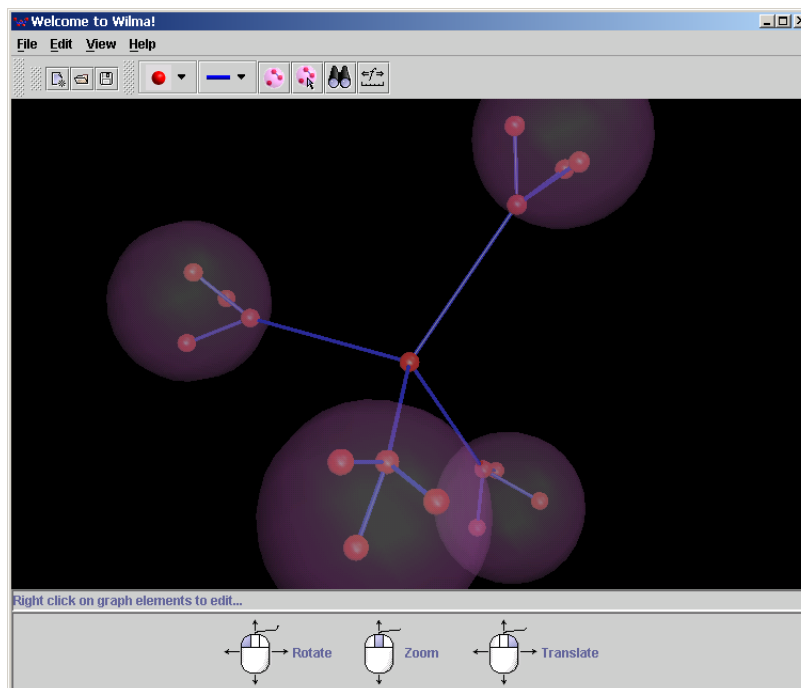 Welcome to Wilma!
File Edit View Help
Right click on graph elements to edit...
Rotate Zoom Translate